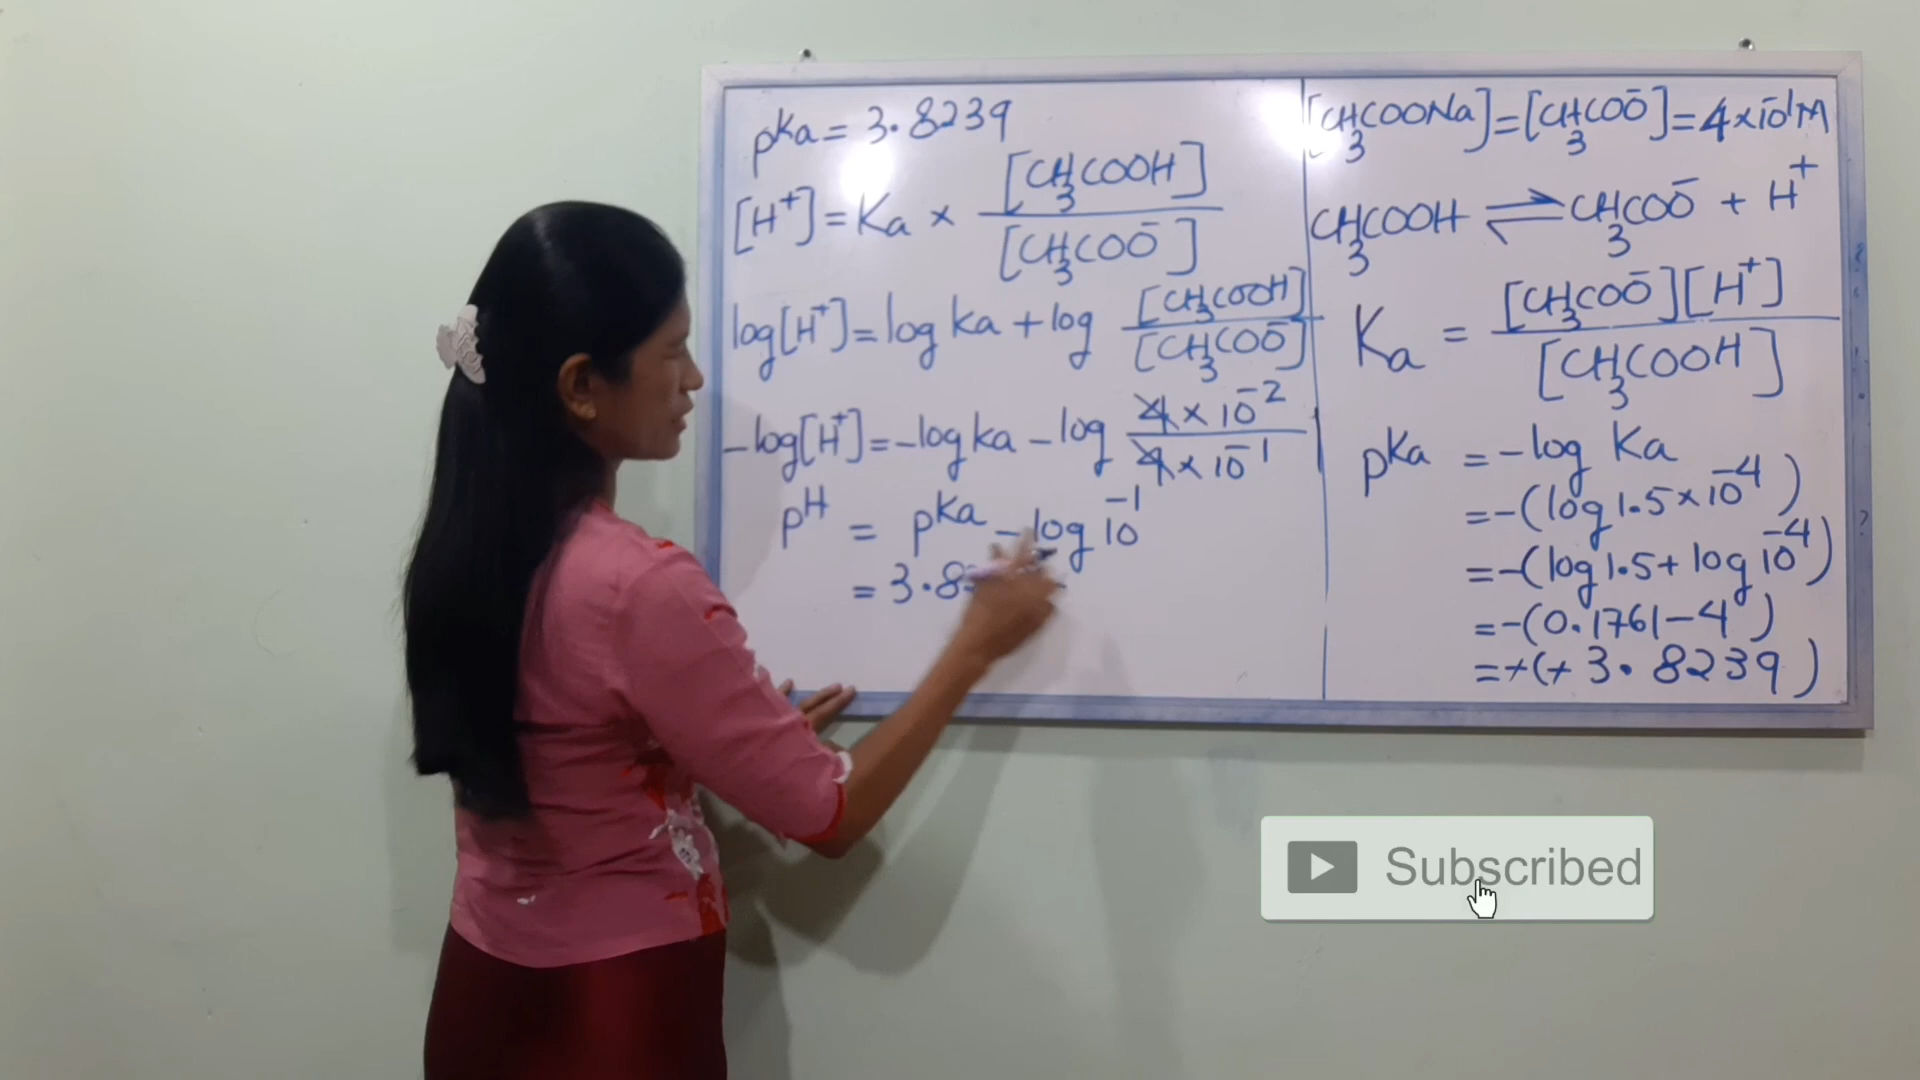 pKa = 3.8239
[H⁺] = Ka × [CH₃COOH] / [CH₃COO⁻]
log[H⁺] = log Ka + log [CH₃COOH] / [CH₃COO⁻]
-log[H⁺] = -log Ka - log 4 × 10⁻² / 4 × 10⁻¹
pH = pKa - log 10⁻¹
= 3.8
[CH₃COONa] = [CH₃COO⁻] = 4 × 10⁻¹ M
CH₃COOH ⇌ CH₃COO⁻ + H⁺
Ka = [CH₃COO⁻][H⁺] / [CH₃COOH]
pKa = -log Ka
= -(log 1.5 × 10⁻⁴)
= -(log 1.5 + log 10⁻⁴)
= -(0.1761 - 4)
= +(+ 3.8239)
Subscribed